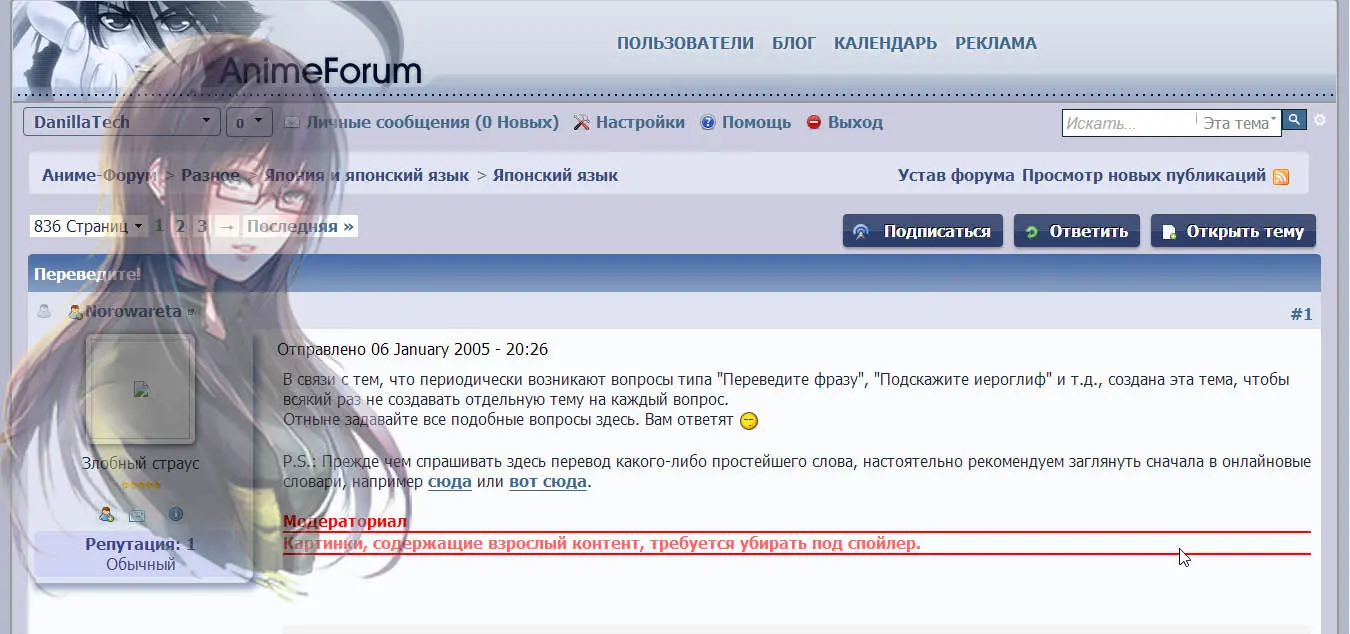 AnimeForum
ПОЛЬЗОВАТЕЛИ БЛОГ КАЛЕНДАРЬ РЕКЛАМА
DanillaTech 0 Личные сообщения (0 Новых) Настройки Помощь Выход
Искать... Эта тема
Аниме-Форум > Разное > Япония и японский язык > Японский язык
Устав форума Просмотр новых публикаций
836 Страниц 1 2 3 → Последняя »
Подписаться Ответить Открыть тему
Переведите!
Norowareta
#1
Отправлено 06 January 2005 - 20:26
В связи с тем, что периодически возникают вопросы типа "Переведите фразу", "Подскажите иероглиф" и т.д., создана эта тема, чтобы
всякий раз не создавать отдельную тему на каждый вопрос.
Отныне задавайте все подобные вопросы здесь. Вам ответят
Злобный страус
P.S.: Прежде чем спрашивать здесь перевод какого-либо простейшего слова, настоятельно рекомендуем заглянуть сначала в онлайновые
словари, например сюда или вот сюда.
Модераториал
Картинки, содержащие взрослый контент, требуется убирать под спойлер.
Репутация: 1
Обычный